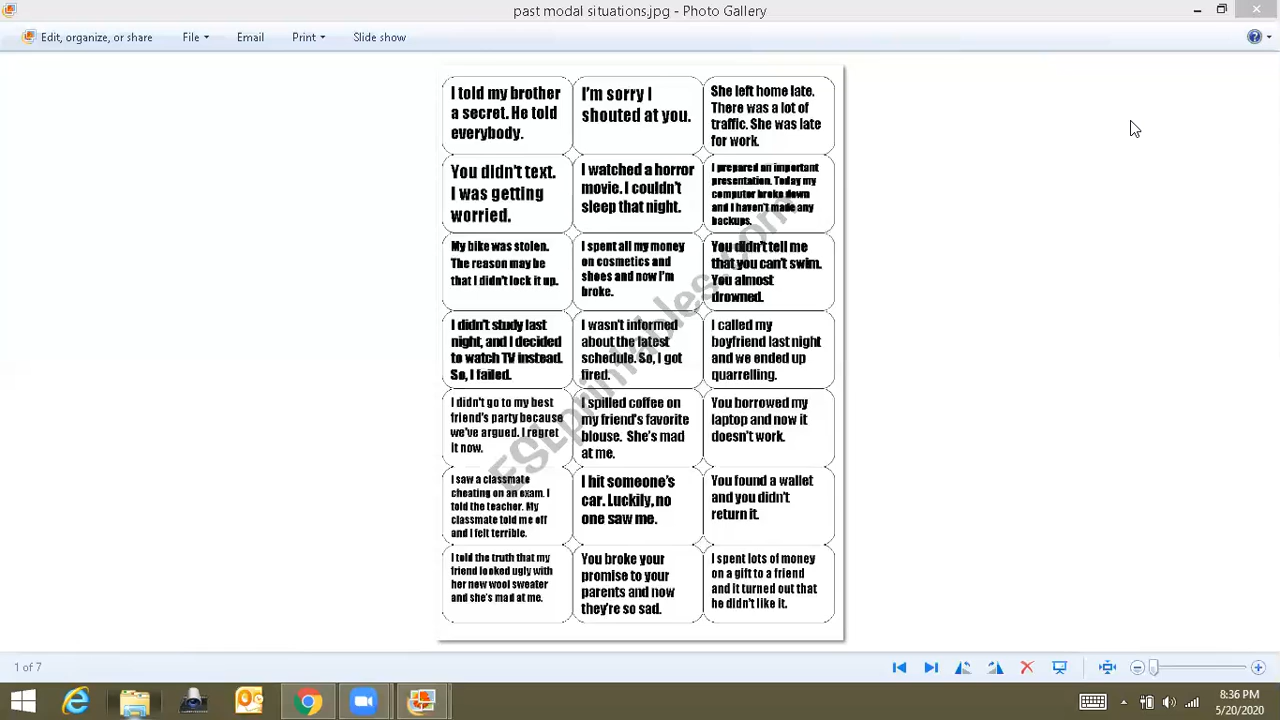 past modal situations.jpg - Photo Gallery
Edit, organize, or share
File
Email
Print
Slide show
I told my brother
a secret. He told
everybody.
I'm sorry I
shouted at you.
She left home late.
There was a lot of
traffic. She was late
for work.
You didn't text.
I was getting
worried.
I watched a horror
movie. I couldn't
sleep that night.
I prepared an important
presentation. Today my
computer broke down
and I haven't made any
backups.
My bike was stolen.
The reason may be
that I didn't lock it up.
I spent all my money
on cosmetics and
shoes and now I'm
broke.
You didn't tell me
that you can't swim.
You almost
drowned.
I didn't study last
night, and I decided
to watch TV instead.
So, I failed.
I wasn't informed
about the latest
schedule. So, I got
fired.
I called my
boyfriend last night
and we ended up
quarrelling.
I didn't go to my best
friend's party because
we've argued. I regret
it now.
I spilled coffee on
my friend's favorite
blouse. She's mad
at me.
You borrowed my
laptop and now it
doesn't work.
I saw a classmate
cheating on an exam. I
told the teacher. My
classmate told me off
and I felt terrible.
I hit someone's
car. Luckily, no
one saw me.
You found a wallet
and you didn't
return it.
I told the truth that my
friend looked ugly with
her new wool sweater
and she's mad at me.
You broke your
promise to your
parents and now
they're so sad.
I spent lots of money
on a gift to a friend
and it turned out that
he didn't like it.
ESLprintables.com
1 of 7
8:36 PM
5/20/2020